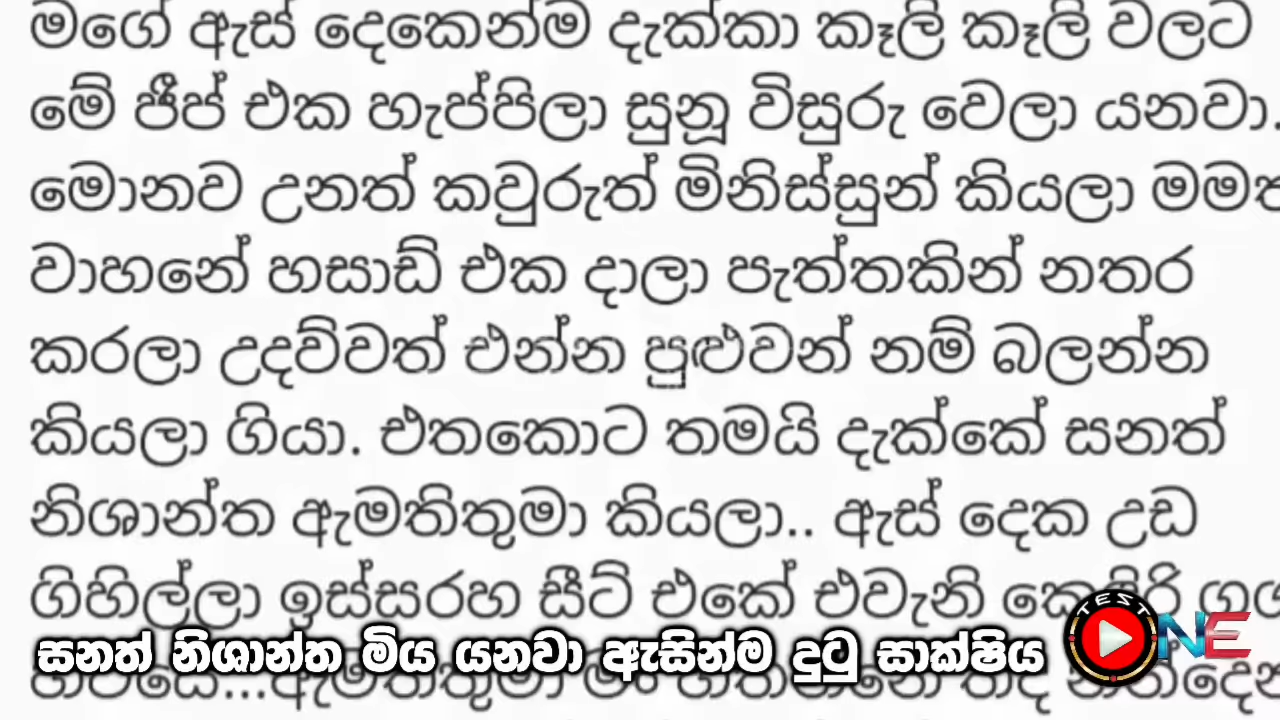 මගේ ඇස් දෙකෙන්ම දැක්කා කෑලි කෑලි වලට
මේ ජීප් එක හැප්පිලා සුනූ විසුරු වෙලා යනවා.
මොනව උනත් කවුරුත් මිනිස්සුන් කියලා මමත්
වාහනේ හසාඩ් එක දාලා පැත්තකින් නතර
කරලා උදව්වත් එන්න පුළුවන් නම් බලන්න
කියලා ගියා. එතකොට තමයි දැක්කේ සනත්
නිශාන්ත ඇමතිතුමා කියලා.. ඇස් දෙක උඩ
ගිහිල්ලා ඉස්සරහ සීට් එකේ එවැනි
සනත් නිශාන්ත මිය යනවා ඇසින්ම දුටු සාක්ෂිය
TEST
NE